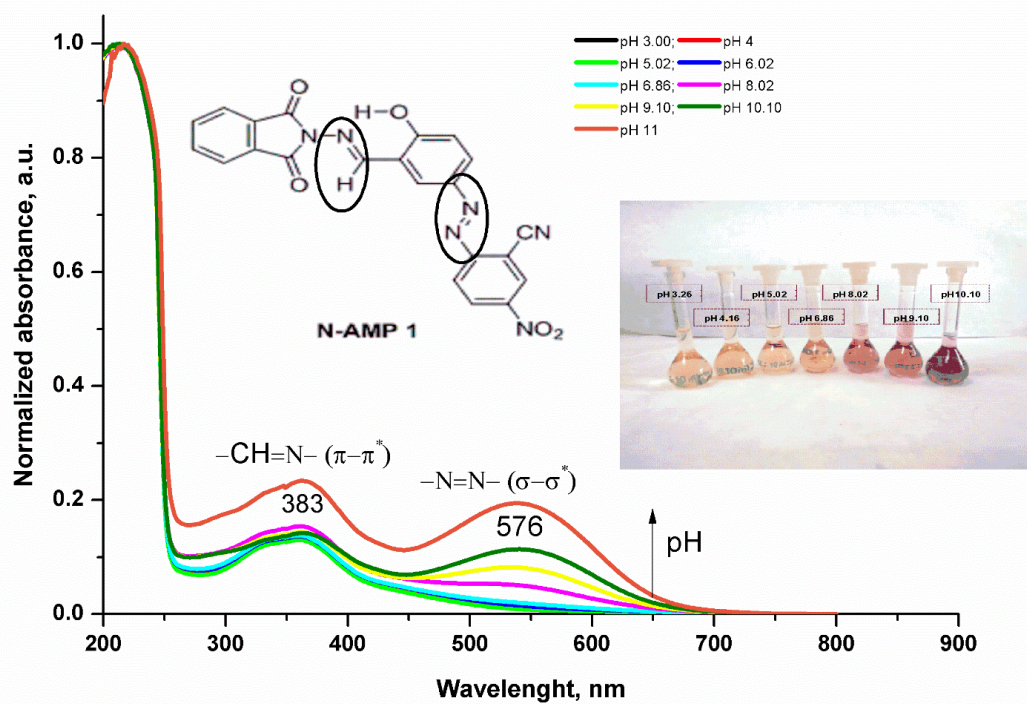 pH 3.00; pH 4
pH 5.02; pH 6.02
pH 6.86; pH 8.02
pH 9.10; pH 10.10
pH 11
O
H–O
N–N
H
O
N
N
CN
NO₂
N-AMP 1
pH 3.26
pH 4.16
pH 5.02
pH 6.86
pH 8.02
pH 9.10
pH10.10
–CH=N– (π–π*)
383
–N=N– (σ–σ*)
576
pH
Normalized absorbance, a.u.
1.0
0.8
0.6
0.4
0.2
0.0
200 300 400 500 600 700 800 900
Wavelenght, nm